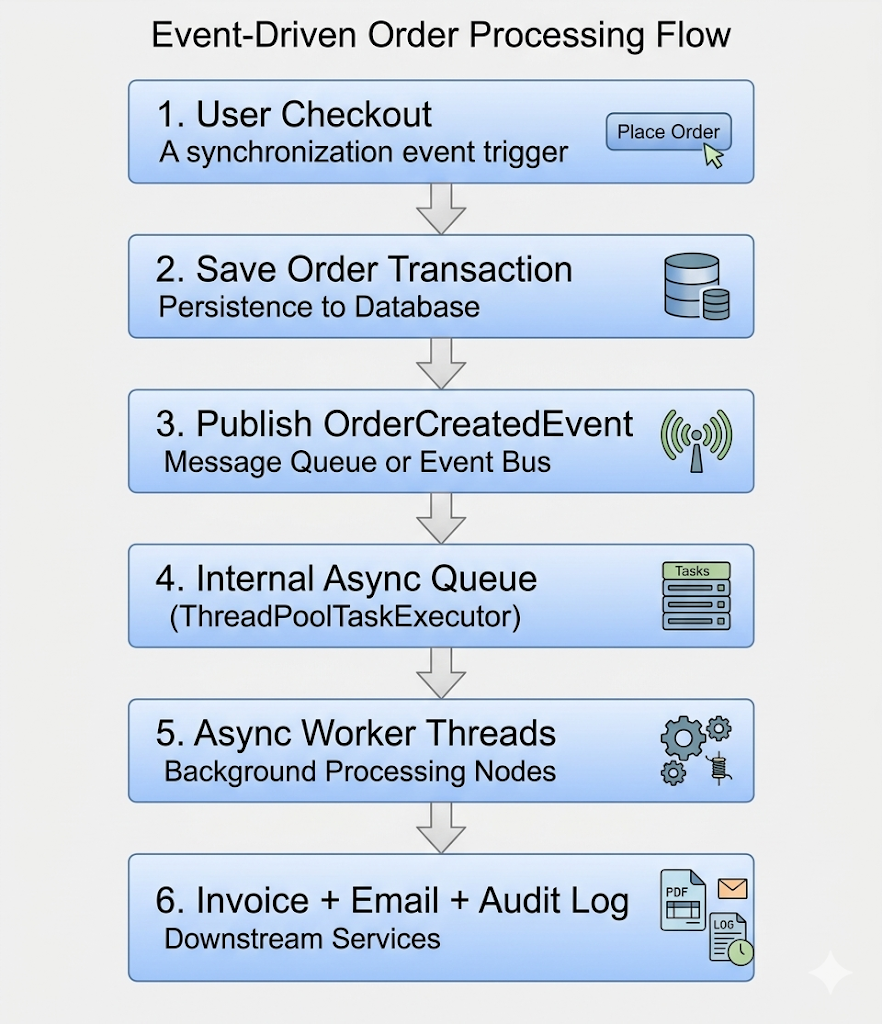 Event-Driven Order Processing Flow
1. User Checkout
A synchronization event trigger
Place Order
2. Save Order Transaction
Persistence to Database
3. Publish OrderCreatedEvent
Message Queue or Event Bus
4. Internal Async Queue
(ThreadPoolTaskExecutor)
Tasks
5. Async Worker Threads
Background Processing Nodes
6. Invoice + Email + Audit Log
Downstream Services
PDF
LOG